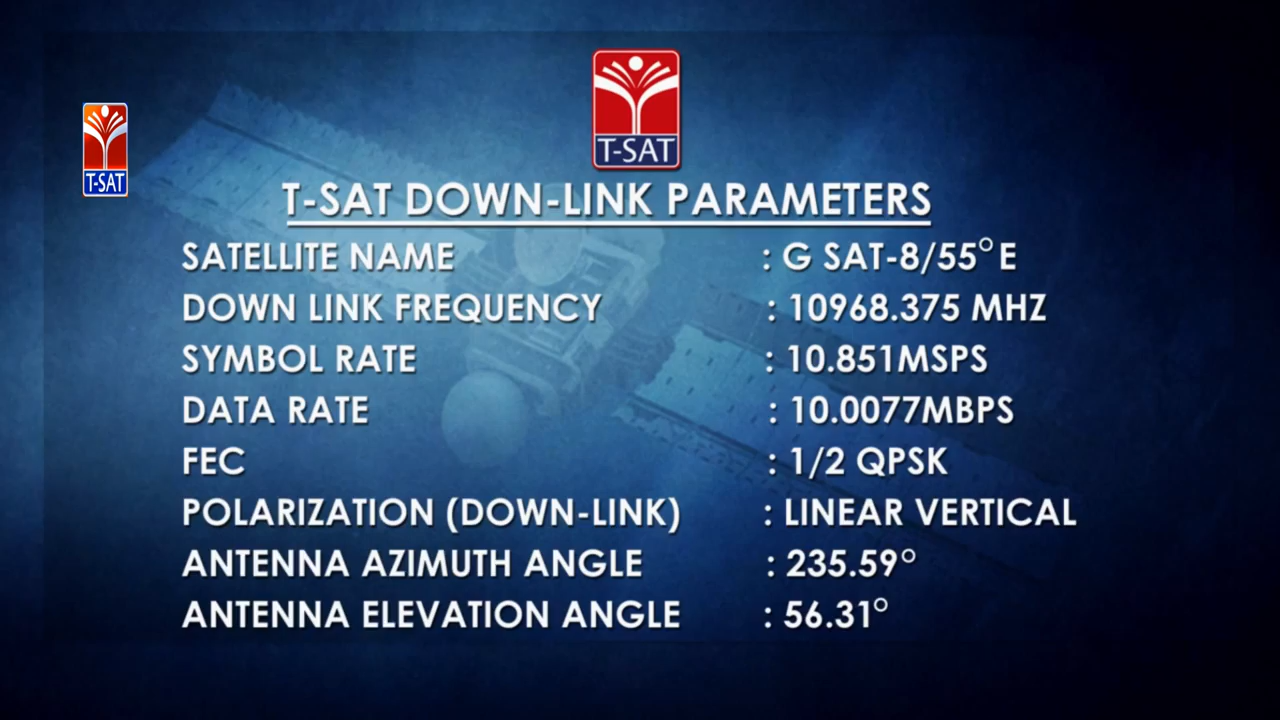 T-SAT
T-SAT
T-SAT DOWN-LINK PARAMETERS
SATELLITE NAME : G SAT-8/55° E
DOWN LINK FREQUENCY : 10968.375 MHZ
SYMBOL RATE : 10.851MSPS
DATA RATE : 10.0077MBPS
FEC : 1/2 QPSK
POLARIZATION (DOWN-LINK) : LINEAR VERTICAL
ANTENNA AZIMUTH ANGLE : 235.59°
ANTENNA ELEVATION ANGLE : 56.31°